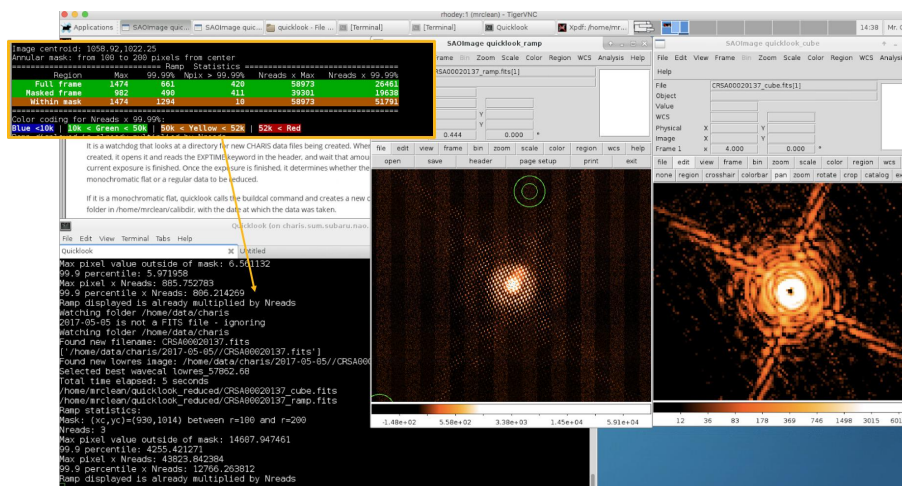 rhodey:1 (mrclean) - TigerVNC
Applications SAOImage quic... SAOImage quic... quicklook - File ... [Terminal] [Terminal] Quicklook Xpdf: /home/mr... 14:38
Image centroid: 1058.92,1022.25
Annular mask: from 100 to 200 pixels from center
Ramp Statistics
Region Max 99.99% Npix > 99.99% Nreads x Max Nreads x 99.99%
Full frame 1474 661 420 58973 26461
Masked frame 982 490 411 39301 19638
Within mask 1474 1294 10 58973 51791
Color coding for Nreads x 99.99%:
Blue <10k | 10k < Green < 50k | 50k < Yellow < 52k | 52k < Red
It is a watchdog that looks at a directory for new CHARIS data files being created. When
created, it opens it and reads the EXPTIME keyword in the header, and wait that amou
current exposure is finished. Once the exposure is finished, it determines whether the
monochromatic flat or a regular data to be reduced.
If it is a monochromatic flat, quicklook calls the buildcal command and creates a new c
folder in /home/mrclean/calibdir, with the date at which the data was taken.
Quicklook (on charis.sum.subaru.nao.
File Edit View Terminal Tabs Help
Quicklook Untitled
Max pixel value outside of mask: 6.561132
99.9 percentile: 5.971958
Max pixel x Nreads: 885.752783
99.9 percentile x Nreads: 806.214269
Ramp displayed is already multiplied by Nreads
Watching folder /home/data/charis
2017-05-05 is not a FITS file - ignoring
Watching folder /home/data/charis
Found new filename: CRSA00020137.fits
['/home/data/charis/2017-05-05//CRSA00020137.fits']
Found new lowres image: /home/data/charis/2017-05-05//CRSA000
Selected best wavecal lowres_57862.68
Total time elapsed: 5 seconds
/home/mrclean/quicklook_reduced/CRSA00020137_cube.fits
/home/mrclean/quicklook_reduced/CRSA00020137_ramp.fits
Ramp statistics:
Mask: (xc,yc)=(930,1014) between r=100 and r=200
Nreads: 3
Max pixel value outside of mask: 14607.947461
99.9 percentile: 4255.421271
Max pixel x Nreads: 43823.842384
99.9 percentile x Nreads: 12766.263812
Ramp displayed is already multiplied by Nreads
SAOImage quicklook_ramp
Frame Bin Zoom Scale Color Region WCS Analysis Help
CRSA00020137_ramp.fits[1]
Y
Y
0.444 0.000 °
file edit view frame bin zoom scale color region wcs
open save header page setup print exit
-1.48e+02 5.58e+02 3.38e+03 1.45e+04 5.91e+04
SAOImage quicklook_cube
File Edit View Frame Bin Zoom Scale Color Region WCS Analysis
Help
File CRSA00020137_cube.fits[1]
Object
Value
WCS
Physical X Y
Image X Y
Frame 1 x 4.000 0.000 °
file edit view frame bin zoom scale color region wcs
none region crosshair colorbar pan zoom rotate crop catalog
12 36 83 178 369 746 1498 3015